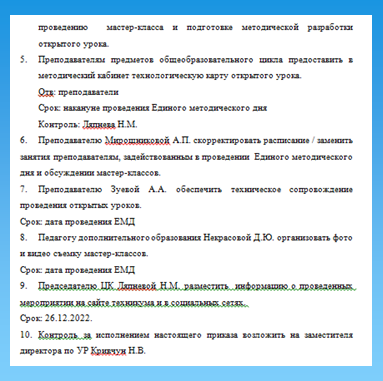 проведению мастер-класса и подготовке методической разработки
открытого урока.
5. Преподавателям предметов общеобразовательного цикла предоставить в
методический кабинет технологическую карту открытого урока.
Отв: преподаватели
Срок: накануне проведения Единого методического дня
Контроль: Ляпнева Н.М.
6. Преподавателю Мирощниковой А.П. скорректировать расписание / заменить
занятия преподавателям, задействованным в проведении Единого методического
дня и обсуждении мастер-классов.
7. Преподавателю Зуевой А.А. обеспечить техническое сопровождение
проведения открытых уроков.
Срок: дата проведения ЕМД
8. Педагогу дополнительного образования Некрасовой Д.Ю. организовать фото
и видео съемку мастер-классов.
Срок: дата проведения ЕМД
9. Председателю ЦК Ляпневой Н.М. разместить информацию о проведенных
мероприятии на сайте техникума и в социальных сетях.
Срок: 26.12.2022.
10. Контроль за исполнением настоящего приказа возложить на заместителя
директора по УР Кривчун Н.В.